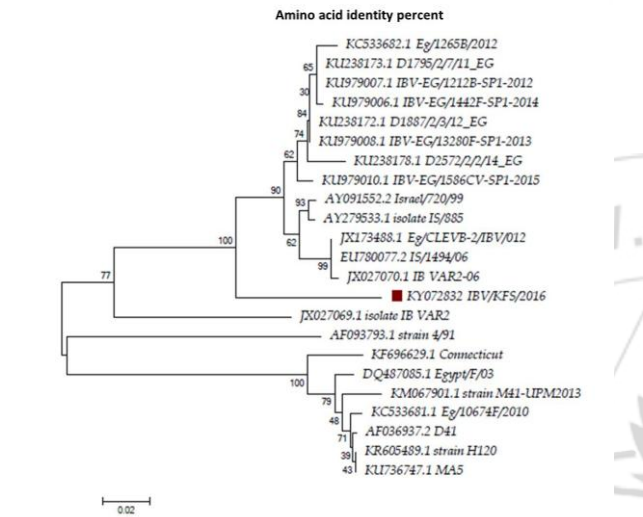 Amino acid identity percent
KC533682.1 Eg/1265B/2012
65
KU238173.1 D1795/2/7/11_EG
KU979007.1 IBV-EG/1212B-SP1-2012
30
KU979006.1 IBV-EG/1442F-SP1-2014
84
KU238172.1 D1887/2/3/12_EG
74
KU979008.1 IBV-EG/13280F-SP1-2013
62
KU238178.1 D2572/2/2/14_EG
KU979010.1 IBV-EG/1586CV-SP1-2015
90
93
AY091552.2 Israel/720/99
AY279533.1 isolate IS/885
62
JX173488.1 Eg/CLEVB-2/IBV/012
100
EU780077.2 IS/1494/06
99
JX027070.1 IB VAR2-06
77
KY072832 IBV/KFS/2016
JX027069.1 isolate IB VAR2
AF093793.1 strain 4/91
KF696629.1 Connecticut
100
DQ487085.1 Egypt/F/03
79
KM067901.1 strain M41-UPM2013
48
KC533681.1 Eg/10674F/2010
71
AF036937.2 D41
39
KR605489.1 strain H120
43
KU736747.1 MA5
0.02